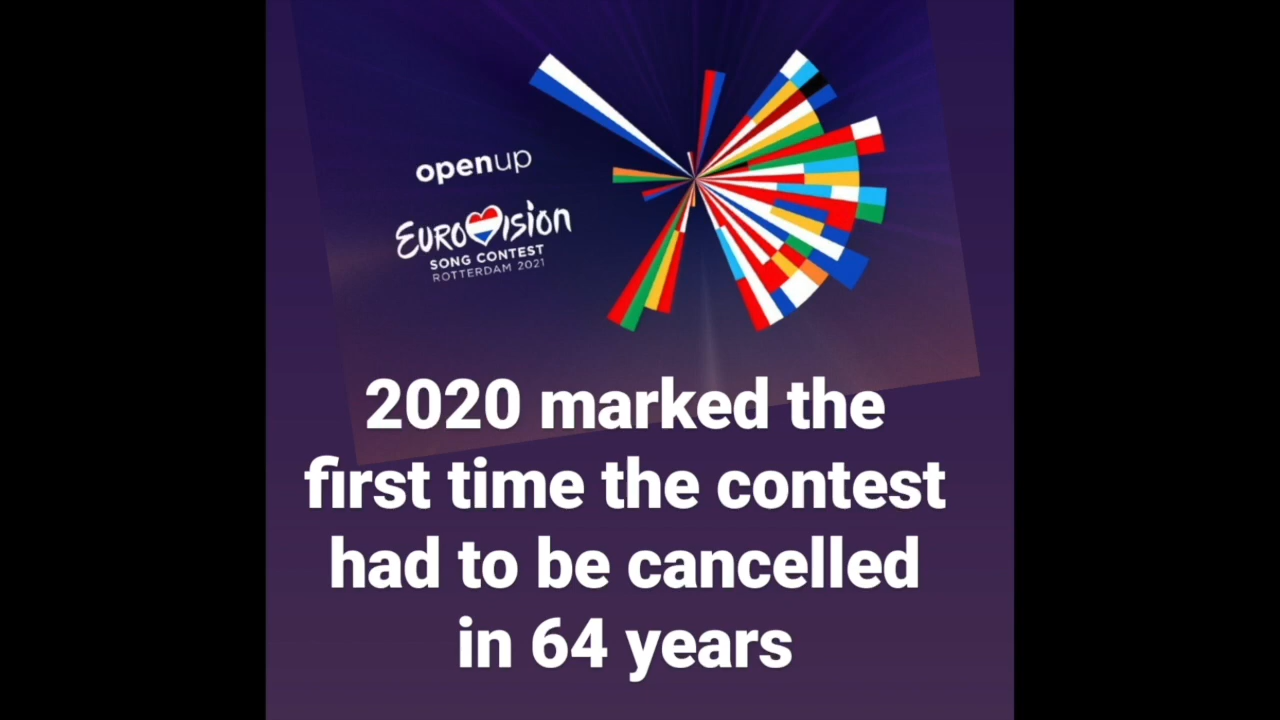 openup
EUROVISION
SONG CONTEST
ROTTERDAM 2021
2020 marked the
first time the contest
had to be cancelled
in 64 years